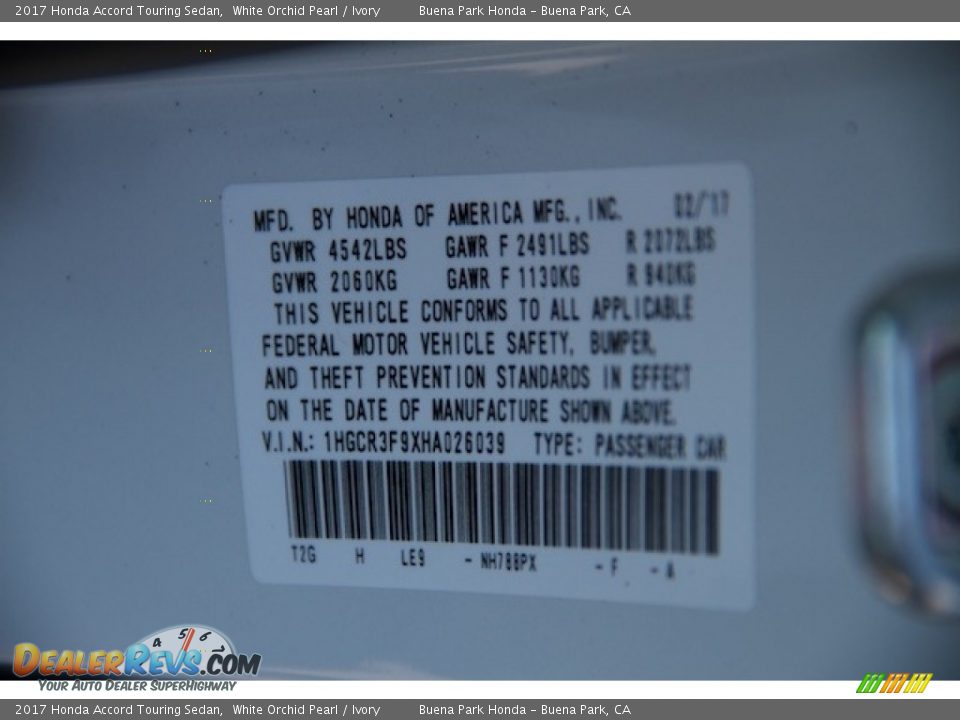 2017 Honda Accord Touring Sedan, White Orchid Pearl / Ivory Buena Park Honda - Buena Park, CA
MFD. BY HONDA OF AMERICA MFG., INC. 02/17
GVWR 4542LBS GAWR F 2491LBS R 2072LBS
GVWR 2060KG GAWR F 1130KG R 940KG
THIS VEHICLE CONFORMS TO ALL APPLICABLE
FEDERAL MOTOR VEHICLE SAFETY, BUMPER,
AND THEFT PREVENTION STANDARDS IN EFFECT
ON THE DATE OF MANUFACTURE SHOWN ABOVE.
V.I.N.: 1HGCR3F9XHA026039 TYPE: PASSENGER CAR
T2G H LE9 - NH788PX - F - A
4 5 6 7
DealerRevs.com
Your Auto Dealer SuperHighway
2017 Honda Accord Touring Sedan, White Orchid Pearl / Ivory Buena Park Honda - Buena Park, CA